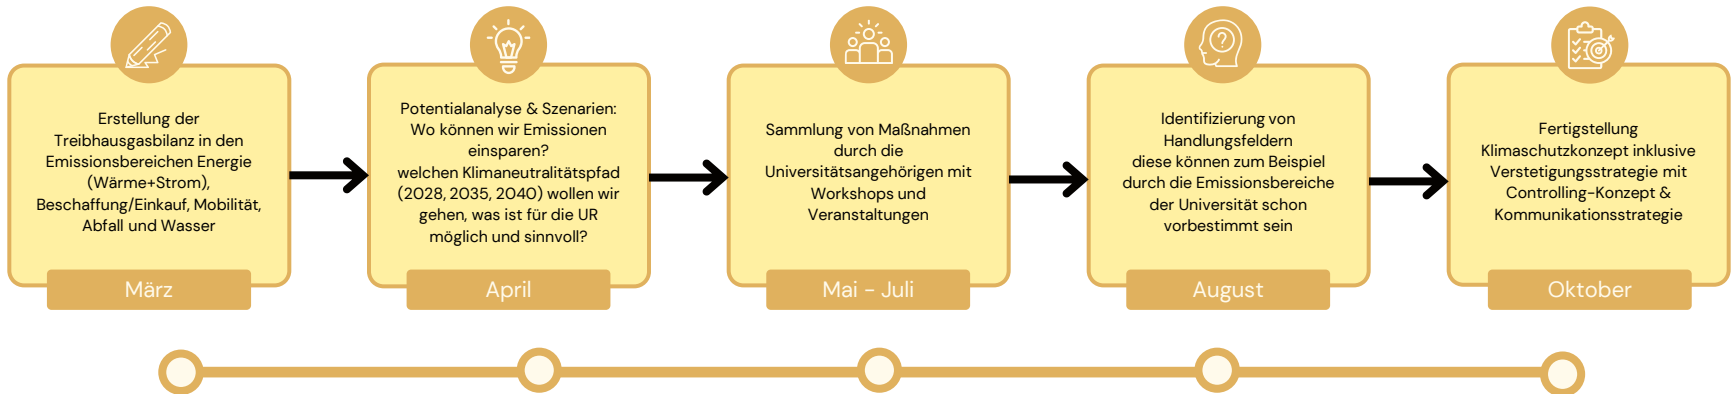 Erstellung der
Treibhausgasbilanz in den
Emissionsbereichen Energie
(Wärme+Strom),
Beschaffung/Einkauf, Mobilität,
Abfall und Wasser
März
Potentialanalyse & Szenarien:
Wo können wir Emissionen
einsparen?
welchen Klimaneutralitätspfad
(2028, 2035, 2040) wollen wir
gehen, was ist für die UR
möglich und sinnvoll?
April
Sammlung von Maßnahmen
durch die
Universitätsangehörigen mit
Workshops und
Veranstaltungen
Mai - Juli
Identifizierung von
Handlungsfeldern
diese können zum Beispiel
durch die Emissionsbereiche
der Universität schon
vorbestimmt sein
August
Fertigstellung
Klimaschutzkonzept inklusive
Verstetigungsstrategie mit
Controlling-Konzept &
Kommunikationsstrategie
Oktober